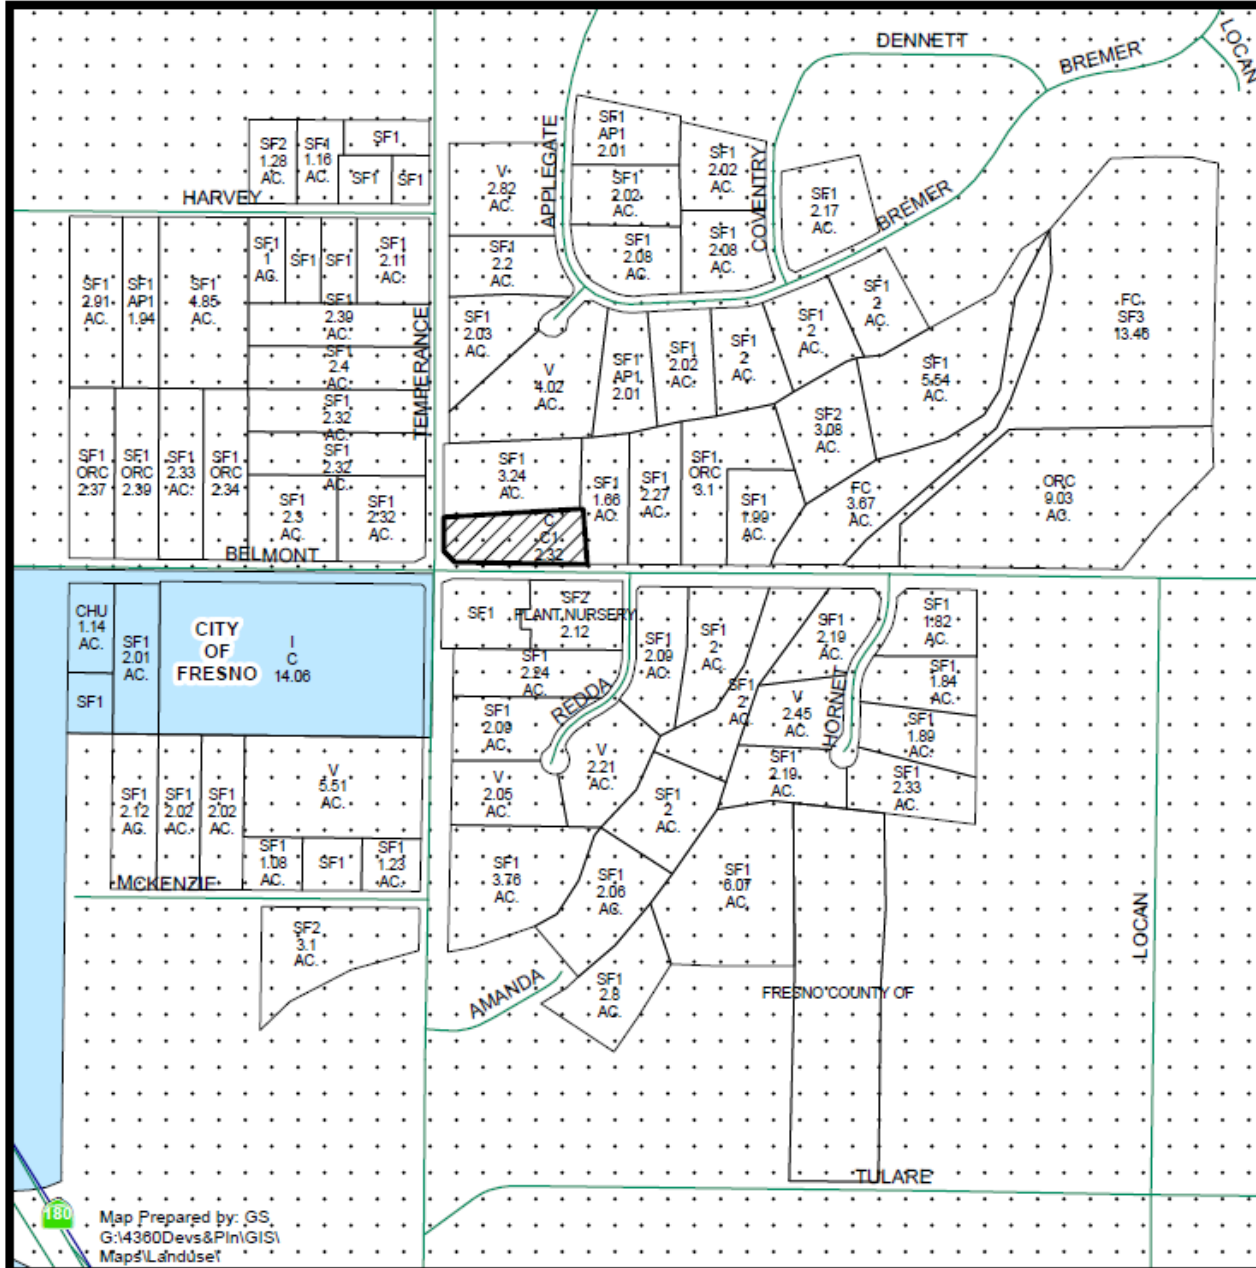 DENNETT
BREMER
LOCAN
SF2
1.28
AC.
SF1
1.16
AC.
SF1
SF1
SF1
HARVEY
V
2.82
AC.
APPLEGATE
SF1
AP1
2.01
SF1
2.02
AC.
SF1
2.02
AC.
COVENTRY
SF1
2.17
AC.
BREMER
SF1
2.2
AC.
SF1
2.08
AC.
SF1
2.08
AC.
SF1
2.91
AC.
SF1
AP1
1.94
SF1
4.85
AC.
SF1
1
AC.
SF1
SF1
SF1
2.11
AC.
SF1
2.39
AC.
SF1
2.4
AC.
SF1
2.32
AC.
SF1
2.32
AC.
TEMPERANCE
SF1
2.03
AC.
V
4.02
AC.
SF1
AP1
2.01
SF1
2.02
AC.
SF1
2
AC.
SF1
2
AC.
SF1
2
AC.
SF1
5.54
AC.
FC
SF3
13.46
SF1
ORC
2.37
SF1
ORC
2.39
SF1
2.33
AC.
SF1
ORC
2.34
SF1
2.3
AC.
SF1
2.32
AC.
SF1
3.24
AC.
SF1
1.66
AC.
SF1
2.27
AC.
SF1
ORC
3.1
SF1
1.99
AC.
SF2
3.08
AC.
FC
3.67
AC.
ORC
9.03
AC.
C
C1
2.32
BELMONT
CHU
1.14
AC.
SF1
SF1
2.01
AC.
CITY
OF
FRESNO
I
C
14.06
SF1
SF2
PLANT NURSERY
2.12
SF1
2.24
AC.
SF1
2.09
AC.
V
2.05
AC.
REDDA
V
2.21
AC.
SF1
2.09
AC.
SF1
2
AC.
SF1
2
AC.
SF1
2.19
AC.
V
2.45
AC.
HORNET
SF1
2.19
AC.
SF1
1.82
AC.
SF1
1.84
AC.
SF1
1.89
AC.
SF1
2.33
AC.
SF1
2.12
AC.
SF1
2.02
AC.
SF1
2.02
AC.
V
5.51
AC.
SF1
1.08
AC.
SF1
SF1
1.23
AC.
MCKENZIE
SF2
3.1
AC.
SF1
3.76
AC.
SF1
2
AC.
SF1
2.06
AC.
SF1
6.07
AC.
SF1
2.8
AC.
AMANDA
FRESNO COUNTY OF
LOCAN
TULARE
180
Map Prepared by: GS
G:\4360Devs&Pln\GIS\
Maps\Landuse\